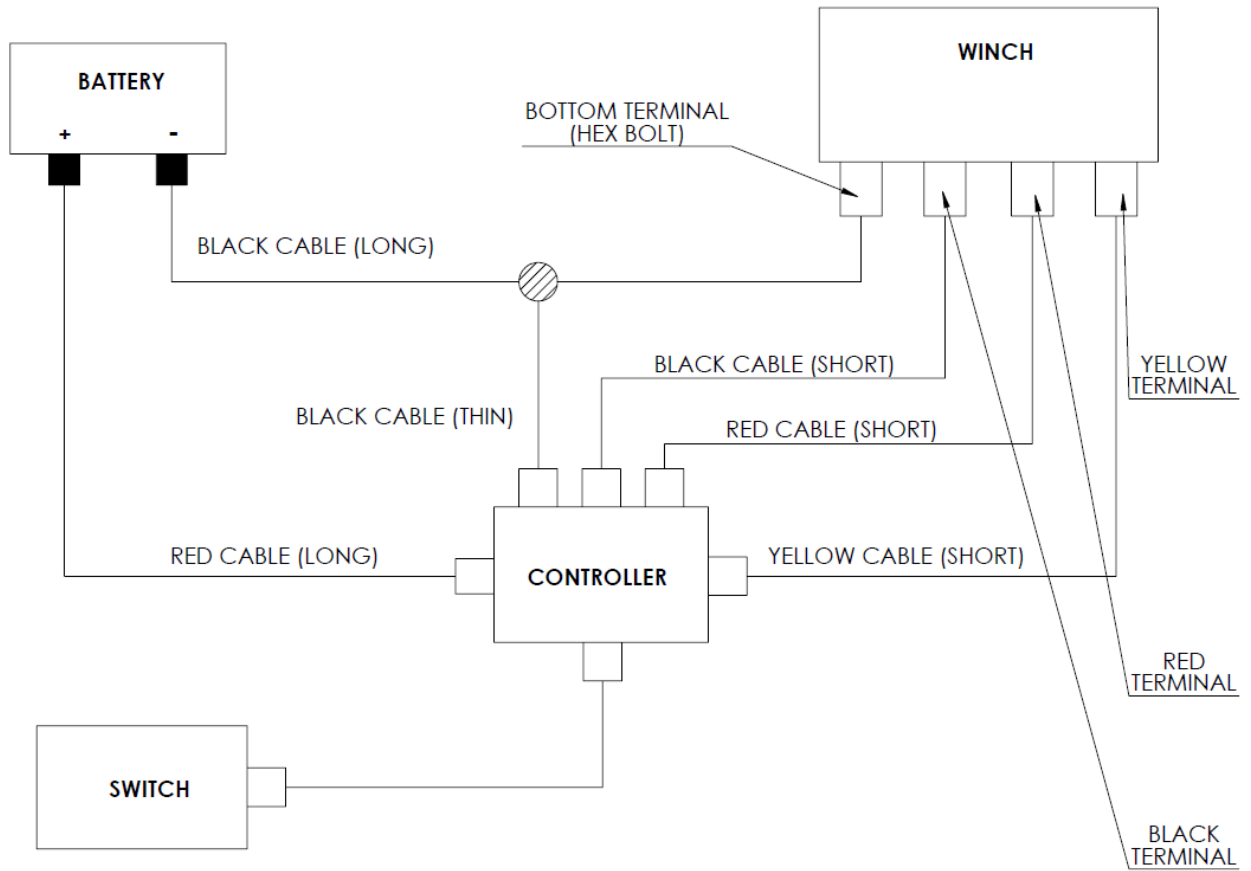 BATTERY
+ -
WINCH
BOTTOM TERMINAL
(HEX BOLT)
BLACK CABLE (LONG)
BLACK CABLE (SHORT)
YELLOW
TERMINAL
BLACK CABLE (THIN)
RED CABLE (SHORT)
RED CABLE (LONG)
YELLOW CABLE (SHORT)
CONTROLLER
RED
TERMINAL
SWITCH
BLACK
TERMINAL